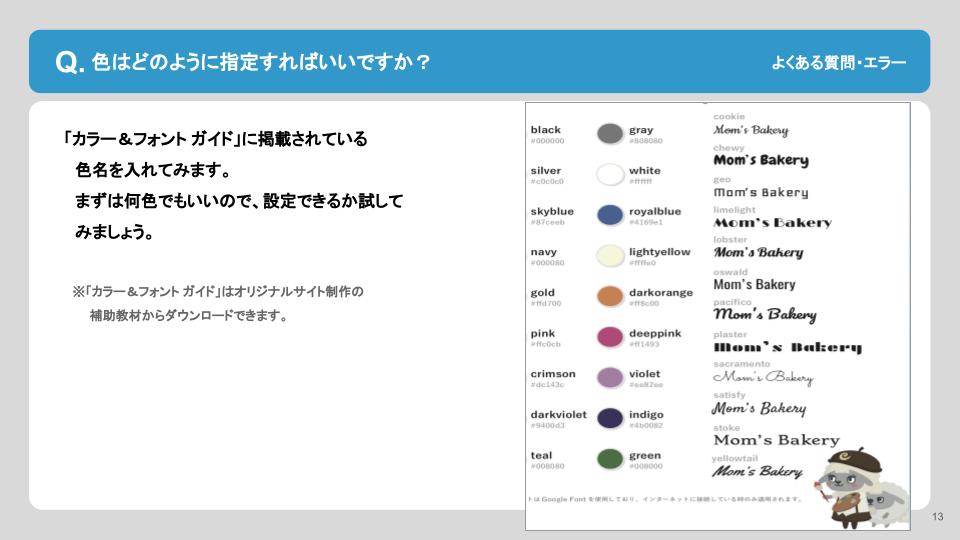 Q. 色はどのように指定すればいいですか？
よくある質問・エラー
「カラー＆フォント ガイド」に掲載されている
色名を入れてみます。
まずは何色でもいいので、設定できるか試して
みましょう。
※「カラー＆フォント ガイド」はオリジナルサイト制作の
補助教材からダウンロードできます。
black gray
#000000 #808080
silver white
#c0c0c0 #ffffff
skyblue royalblue
#87ceeb #4169e1
navy lightyellow
#000080 #ffffe0
gold darkorange
#ffd700 #ff8c00
pink deeppink
#ffc0cb #ff1493
crimson violet
#dc143c #ee82ee
darkviolet indigo
#9400d3 #4b0082
teal green
#008080 #008000
cookie
Mom's Bakery
chewy
Mom's Bakery
geo
Mom's Bakery
limelight
Mom's Bakery
lobster
Mom's Bakery
oswald
Mom's Bakery
pacifico
Mom's Bakery
plaster
Mom's Bakery
sacramento
Mom's Bakery
satisfy
Mom's Bakery
stoke
Mom's Bakery
yellowtail
Mom's Bakery
トは Google Font を使用しており、インターネットに接続している時のみ適用されます。
13